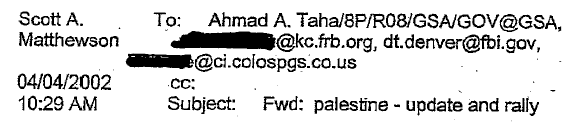 Scott A. To: Ahmad A. Taha/8P/R08/GSA/GOV@GSA,
Matthewson @kc.frb.org, dt.denver@fbi.gov,
@ci.colospgs.co.us
04/04/2002 cc:
10:29 AM Subject: Fwd: palestine - update and rally